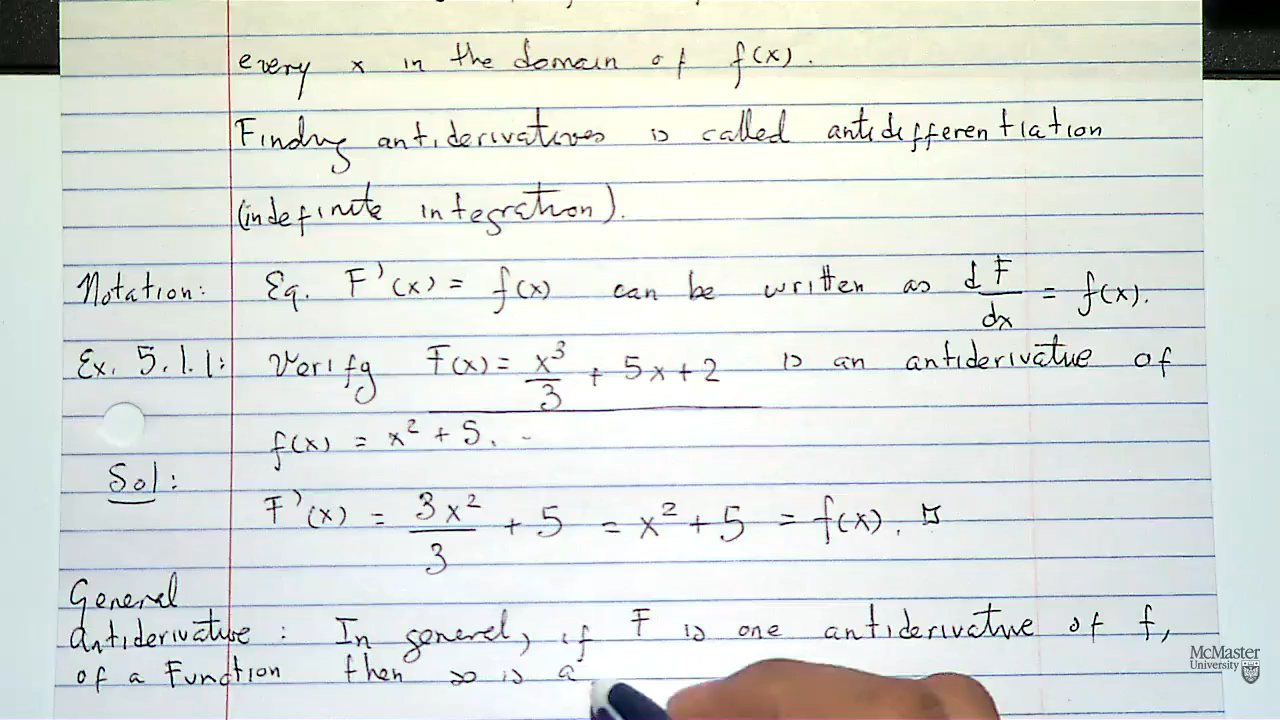 every x in the domain of f(x).
Finding antiderivatives is called antidifferentiation
(indefinite integration).
Notation: Eq. F'(x) = f(x) can be written as dF/dx = f(x).
Ex. 5.1.1: Verify F(x) = x³/3 + 5x + 2 is an antiderivative of
f(x) = x² + 5.
Sol:
F'(x) = 3x²/3 + 5 = x² + 5 = f(x).
General
Antiderivative : In general, if F is one antiderivative of f,
of a Function then so is a
McMaster
University